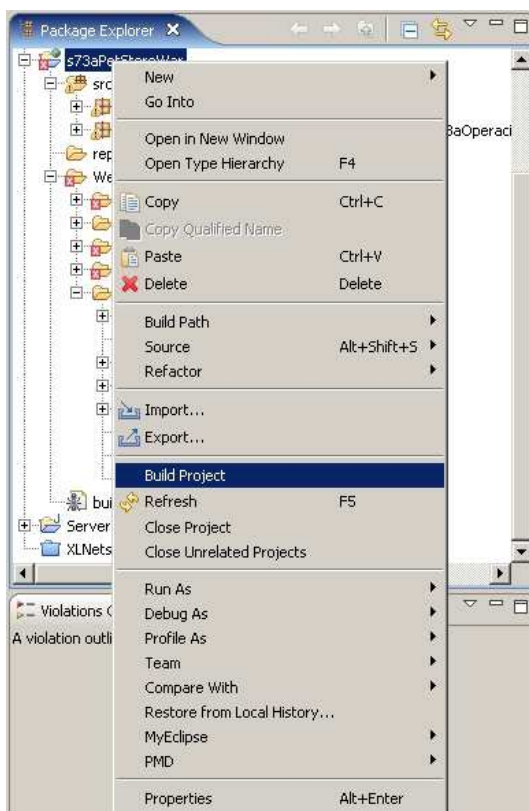 Package Explorer
s73aPetStoreWar
src
3aOperaci
rep
We
bui
Server
XLNets
New
Go Into
Open in New Window
Open Type Hierarchy F4
Copy Ctrl+C
Copy Qualified Name
Paste Ctrl+V
Delete Delete
Build Path
Source Alt+Shift+S
Refactor
Import...
Export...
Build Project
Refresh F5
Close Project
Close Unrelated Projects
Run As
Debug As
Profile As
Team
Compare With
Restore from Local History...
MyEclipse
PMD
Properties Alt+Enter
Violations
A violation outli